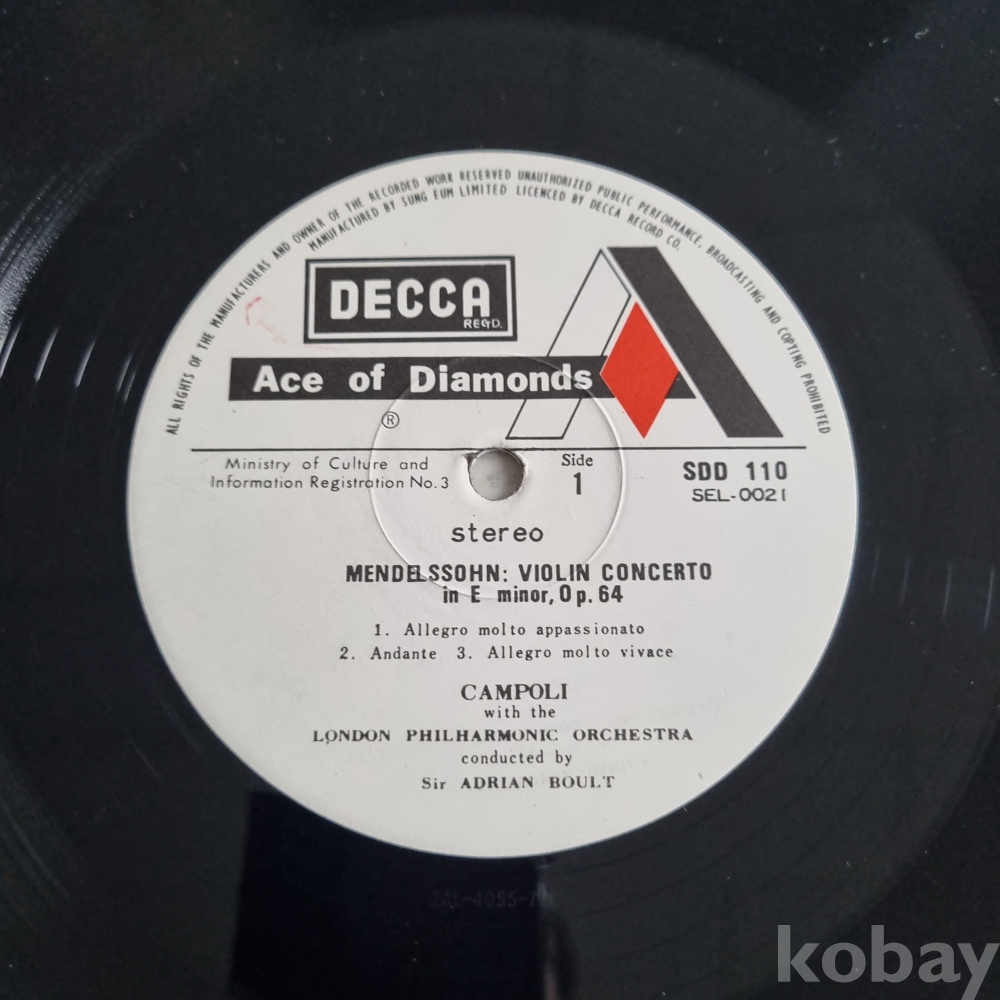 ALL RIGHTS OF THE MANUFACTURERS AND OWNER OF THE RECORDED WORK RESERVED UNAUTHORIZED PUBLIC PERFORMANCE, BROADCASTING AND COPYING PROHIBITED
MANUFACTURED BY SUNG EUM LIMITED LICENCED BY DECCA RECORD CO.
DECCA
REGD.
Ace of Diamonds
®
Ministry of Culture and
Information Registration No.3
Side
1
SDD 110
SEL-0021
stereo
MENDELSSOHN: VIOLIN CONCERTO
in E minor, Op. 64
1. Allegro molto appassionato
2. Andante 3. Allegro molto vivace
CAMPOLI
with the
LONDON PHILHARMONIC ORCHESTRA
conducted by
Sir ADRIAN BOULT
kobay